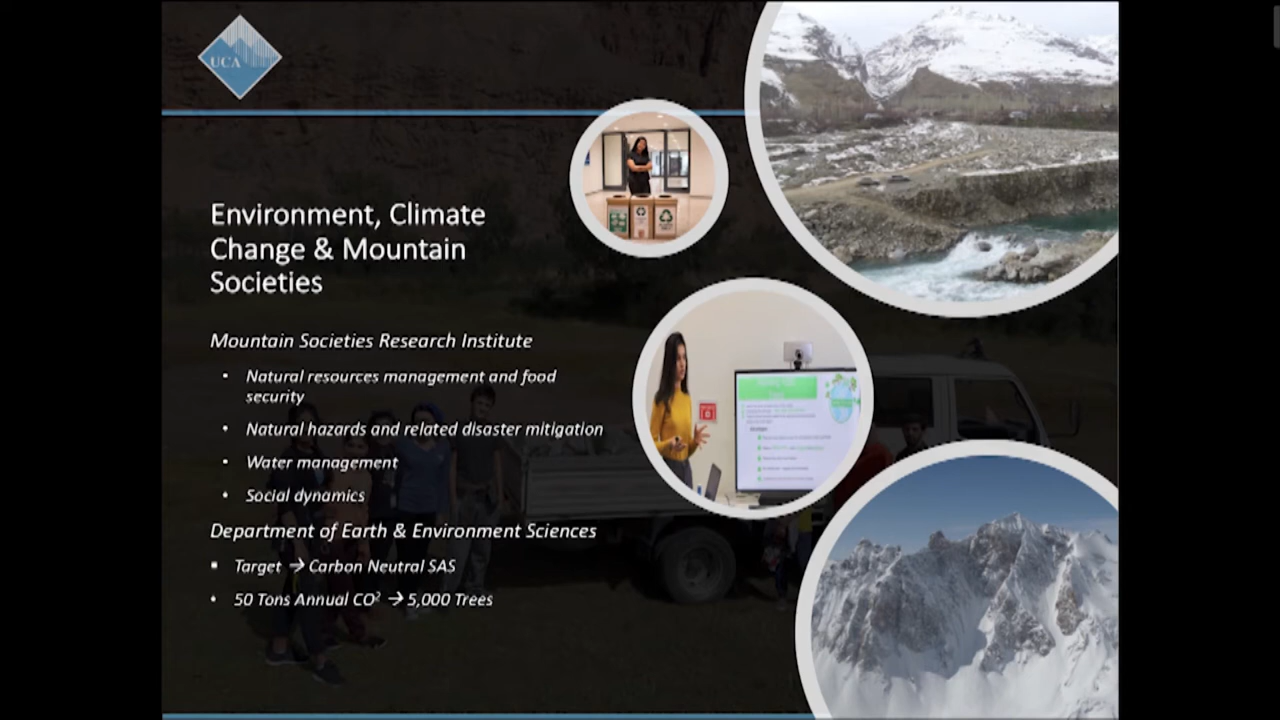 UCA
Environment, Climate
Change & Mountain
Societies
Mountain Societies Research Institute
• Natural resources management and food
security
• Natural hazards and related disaster mitigation
• Water management
• Social dynamics
Department of Earth & Environment Sciences
▪ Target → Carbon Neutral SAS
• 50 Tons Annual CO² → 5,000 Trees